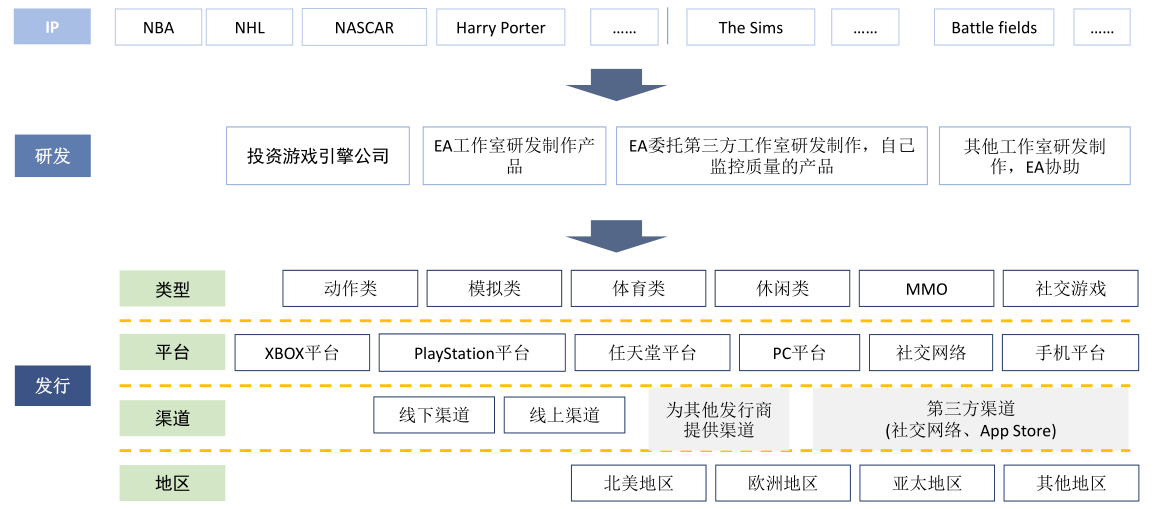 IP
NBA
NHL
NASCAR
Harry Porter
……
The Sims
……
Battle fields
……
研发
投资游戏引擎公司
EA工作室研发制作产
品
EA委托第三方工作室研发制作，自己
监控质量的产品
其他工作室研发制
作，EA协助
发行
类型
动作类
模拟类
体育类
休闲类
MMO
社交游戏
平台
XBOX平台
PlayStation平台
任天堂平台
PC平台
社交网络
手机平台
渠道
线下渠道
线上渠道
为其他发行商
提供渠道
第三方渠道
(社交网络、App Store)
地区
北美地区
欧洲地区
亚太地区
其他地区